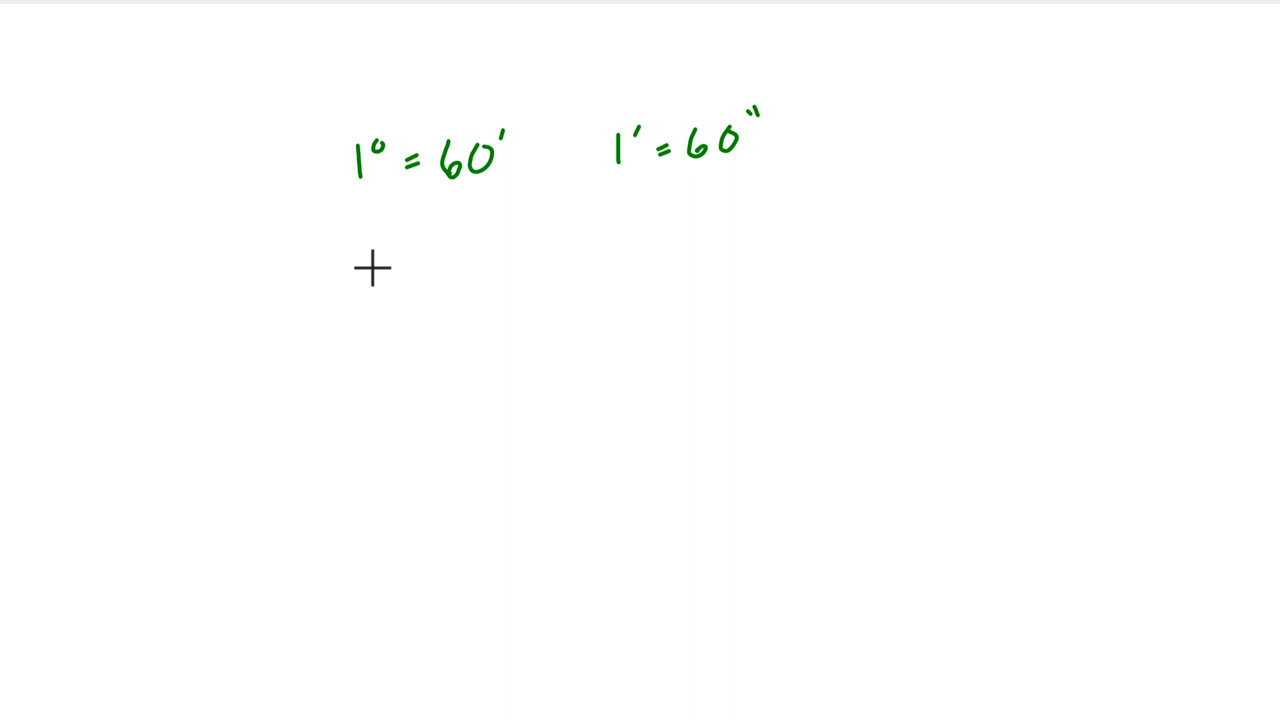 1° = 60' 1' = 60"